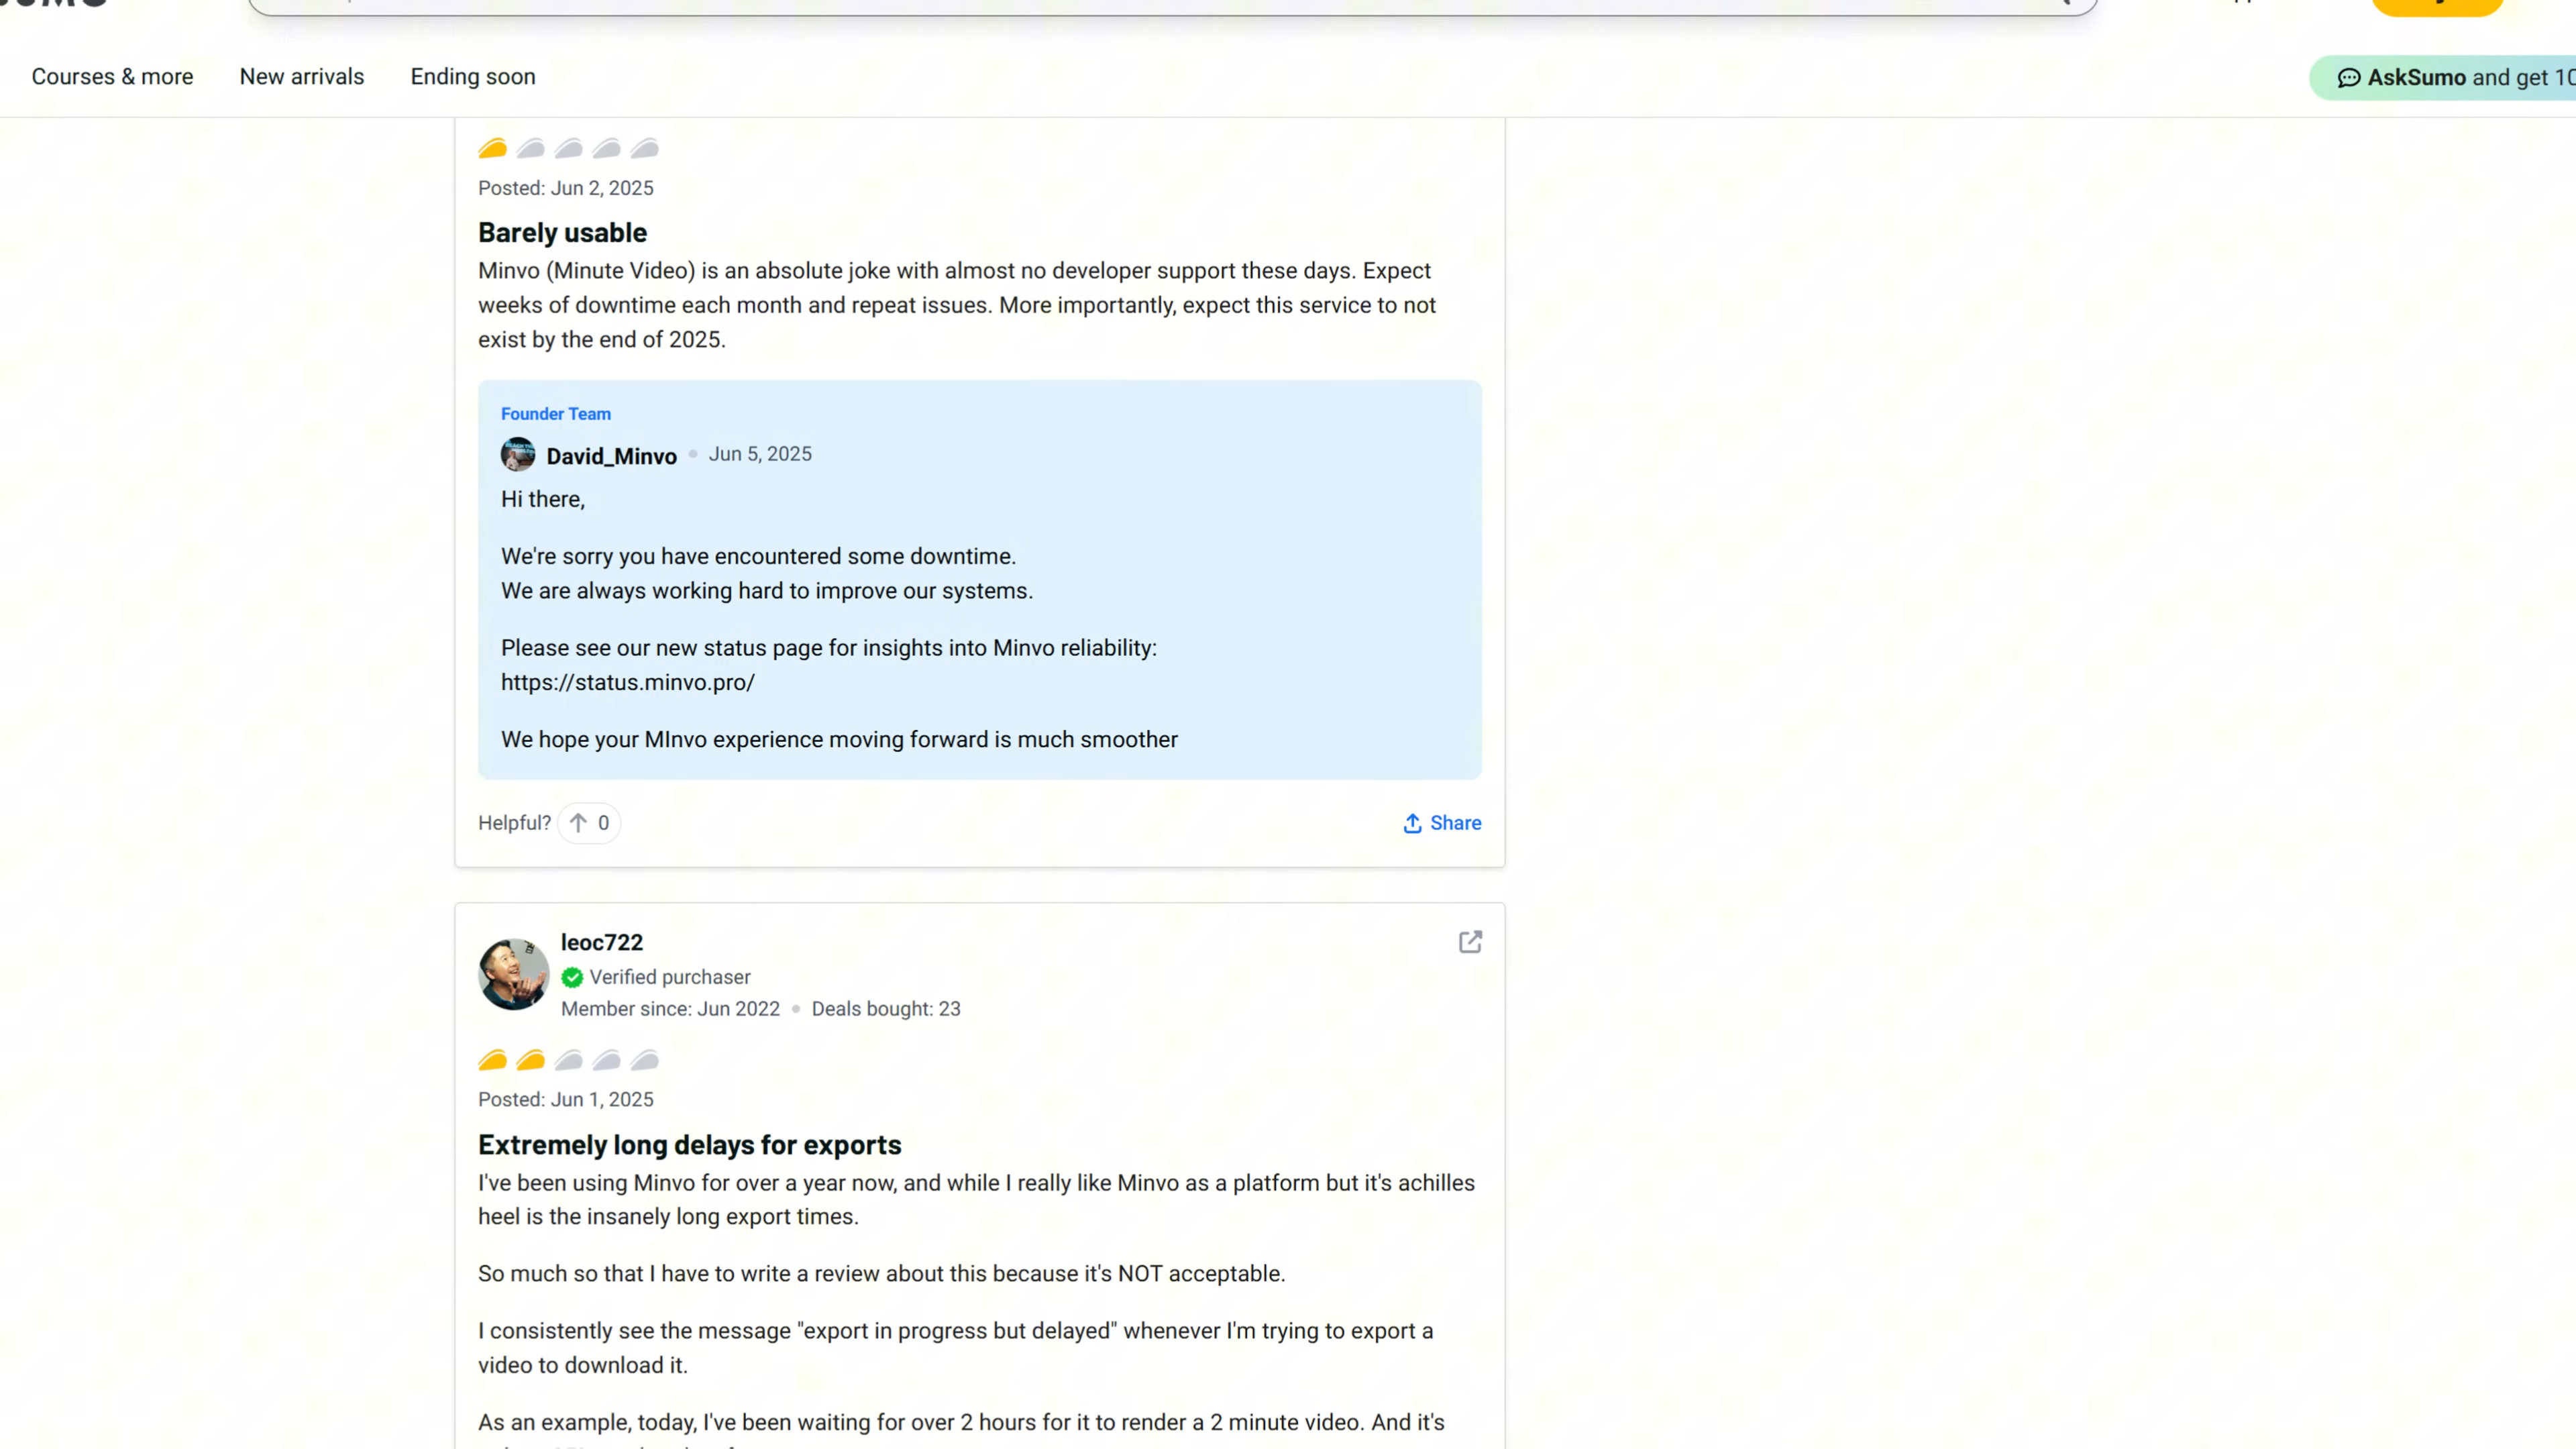 Courses & more
New arrivals
Ending soon
AskSumo and get 10
Posted: Jun 2, 2025
Barely usable
Minvo (Minute Video) is an absolute joke with almost no developer support these days. Expect
weeks of downtime each month and repeat issues. More importantly, expect this service to not
exist by the end of 2025.
Founder Team
David_Minvo
Jun 5, 2025
Hi there,
We're sorry you have encountered some downtime.
We are always working hard to improve our systems.
Please see our new status page for insights into Minvo reliability:
https://status.minvo.pro/
We hope your MInvo experience moving forward is much smoother
Helpful?
0
Share
leoc722
Verified purchaser
Member since: Jun 2022
Deals bought: 23
Posted: Jun 1, 2025
Extremely long delays for exports
I've been using Minvo for over a year now, and while I really like Minvo as a platform but it's achilles
heel is the insanely long export times.
So much so that I have to write a review about this because it's NOT acceptable.
I consistently see the message "export in progress but delayed" whenever I'm trying to export a
video to download it.
As an example, today, I've been waiting for over 2 hours for it to render a 2 minute video. And it's